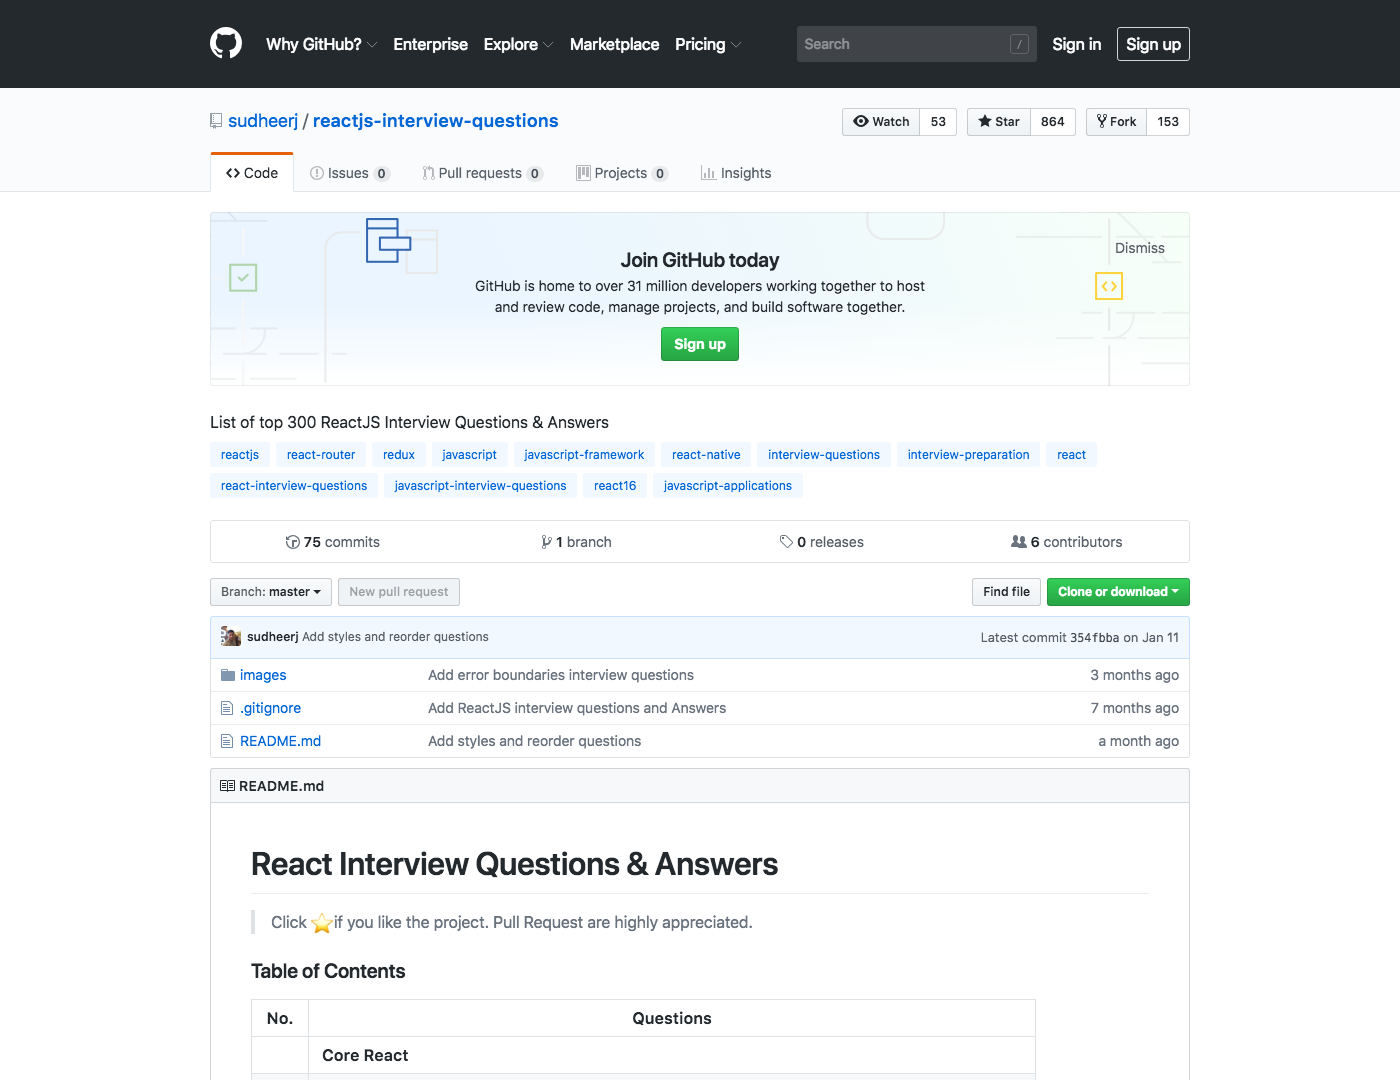 Why GitHub? Enterprise Explore Marketplace Pricing Search / Sign in Sign up
sudheerj / reactjs-interview-questions Watch 53 Star 864 Fork 153
Code Issues 0 Pull requests 0 Projects 0 Insights
Dismiss
Join GitHub today
GitHub is home to over 31 million developers working together to host
and review code, manage projects, and build software together.
Sign up
List of top 300 ReactJS Interview Questions & Answers
reactjs react-router redux javascript javascript-framework react-native interview-questions interview-preparation react
react-interview-questions javascript-interview-questions react16 javascript-applications
75 commits 1 branch 0 releases 6 contributors
Branch: master New pull request Find file Clone or download
sudheerj Add styles and reorder questions Latest commit 354fbba on Jan 11
images Add error boundaries interview questions 3 months ago
.gitignore Add ReactJS interview questions and Answers 7 months ago
README.md Add styles and reorder questions a month ago
README.md
React Interview Questions & Answers
Click ⭐if you like the project. Pull Request are highly appreciated.
Table of Contents
No. Questions
Core React